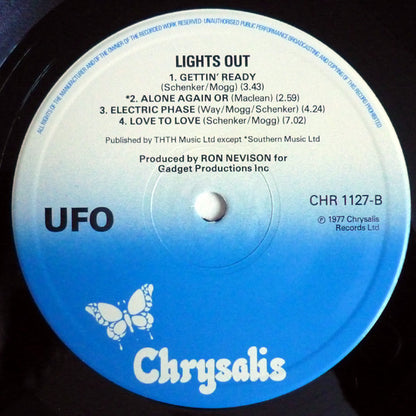 ALL RIGHTS OF THE MANUFACTURER AND OF THE OWNER OF THE RECORDED WORK RESERVED. UNAUTHORISED PUBLIC PERFORMANCE BROADCASTING AND COPYING OF THIS RECORD PROHIBITED.
LIGHTS OUT
1. GETTIN' READY
(Schenker/Mogg) (3.43)
*2. ALONE AGAIN OR (Maclean) (2.59)
3. ELECTRIC PHASE (Way/Mogg/Schenker) (4.24)
4. LOVE TO LOVE (Schenker/Mogg) (7.02)
Published by THTH Music Ltd except *Southern Music Ltd
Produced by RON NEVISON for
Gadget Productions Inc
UFO
CHR 1127-B
℗ 1977 Chrysalis
Records Ltd
Chrysalis